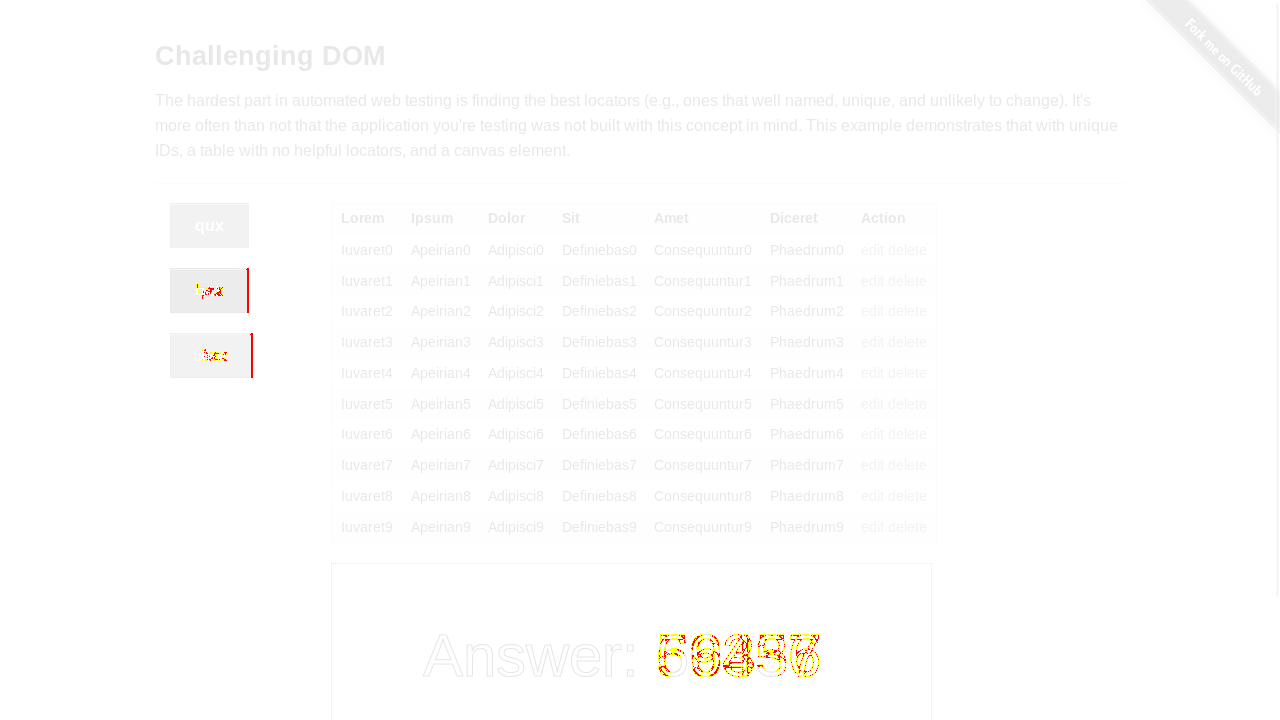 Fork me on GitHub
Challenging DOM
The hardest part in automated web testing is finding the best locators (e.g., ones that well named, unique, and unlikely to change). It's
more often than not that the application you're testing was not built with this concept in mind. This example demonstrates that with unique
IDs, a table with no helpful locators, and a canvas element.
qux
Lorem Ipsum Dolor Sit Amet Diceret Action
Iuvaret0 Apeirian0 Adipisci0 Definiebas0 Consequuntur0 Phaedrum0 edit delete
Iuvaret1 Apeirian1 Adipisci1 Definiebas1 Consequuntur1 Phaedrum1 edit delete
Iuvaret2 Apeirian2 Adipisci2 Definiebas2 Consequuntur2 Phaedrum2 edit delete
Iuvaret3 Apeirian3 Adipisci3 Definiebas3 Consequuntur3 Phaedrum3 edit delete
Iuvaret4 Apeirian4 Adipisci4 Definiebas4 Consequuntur4 Phaedrum4 edit delete
Iuvaret5 Apeirian5 Adipisci5 Definiebas5 Consequuntur5 Phaedrum5 edit delete
Iuvaret6 Apeirian6 Adipisci6 Definiebas6 Consequuntur6 Phaedrum6 edit delete
Iuvaret7 Apeirian7 Adipisci7 Definiebas7 Consequuntur7 Phaedrum7 edit delete
Iuvaret8 Apeirian8 Adipisci8 Definiebas8 Consequuntur8 Phaedrum8 edit delete
Iuvaret9 Apeirian9 Adipisci9 Definiebas9 Consequuntur9 Phaedrum9 edit delete
Answer: